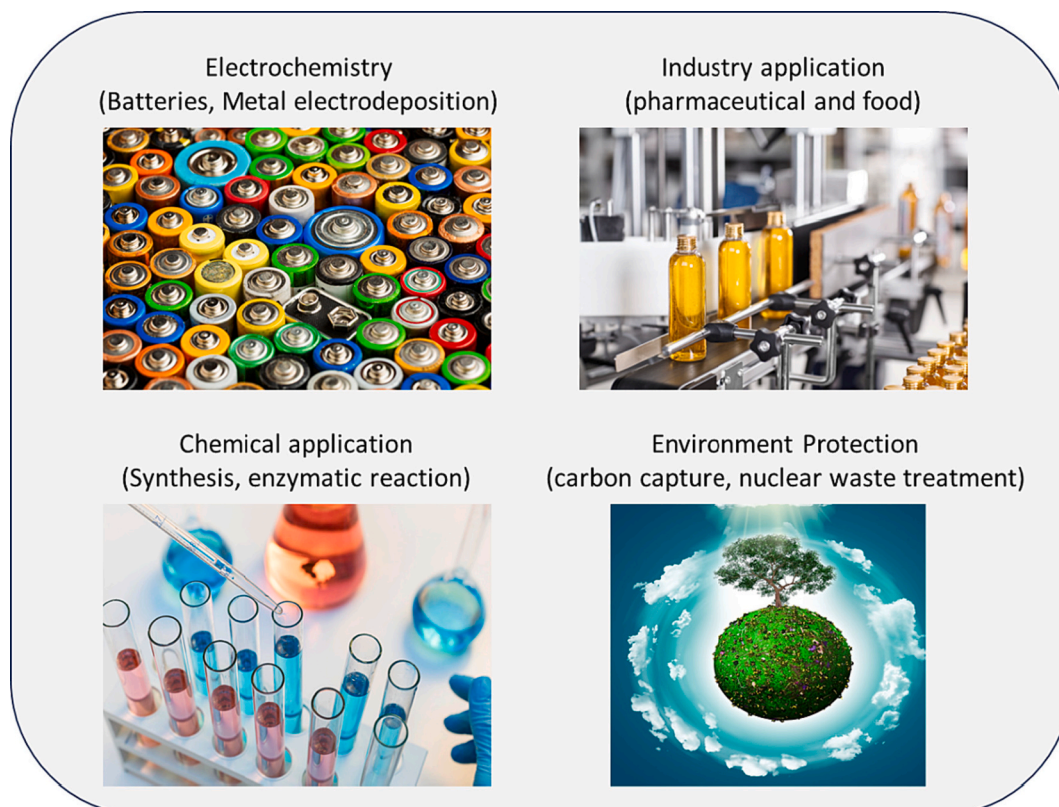 Electrochemistry
(Batteries, Metal electrodeposition)
Industry application
(pharmaceutical and food)
Chemical application
(Synthesis, enzymatic reaction)
Environment Protection
(carbon capture, nuclear waste treatment)